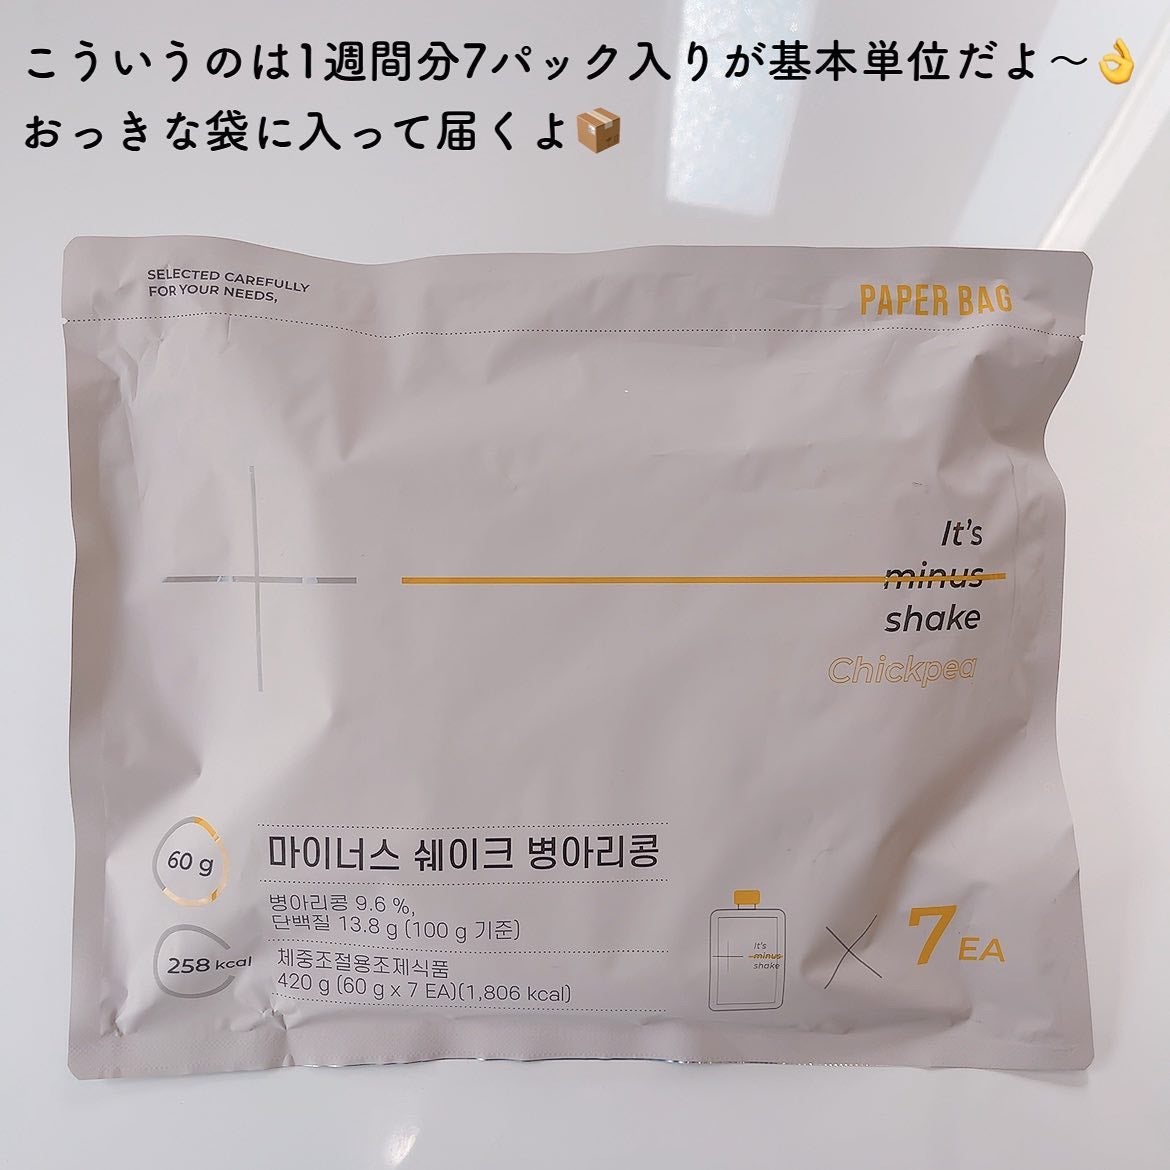 こういうのは1週間分7パック入りが基本単位だよ〜👌
おっきな袋に入って届くよ📦
SELECTED CAREFULLY
FOR YOUR NEEDS,
PAPER BAG
It's
minus
shake
Chickpea
60 g
마이너스 쉐이크 병아리콩
병아리콩 9.6 %,
단백질 13.8 g (100 g 기준)
258 kcal
체중조절용조제식품
420 g (60 g x 7 EA)(1,806 kcal)
It's
minus
shake
7 EA